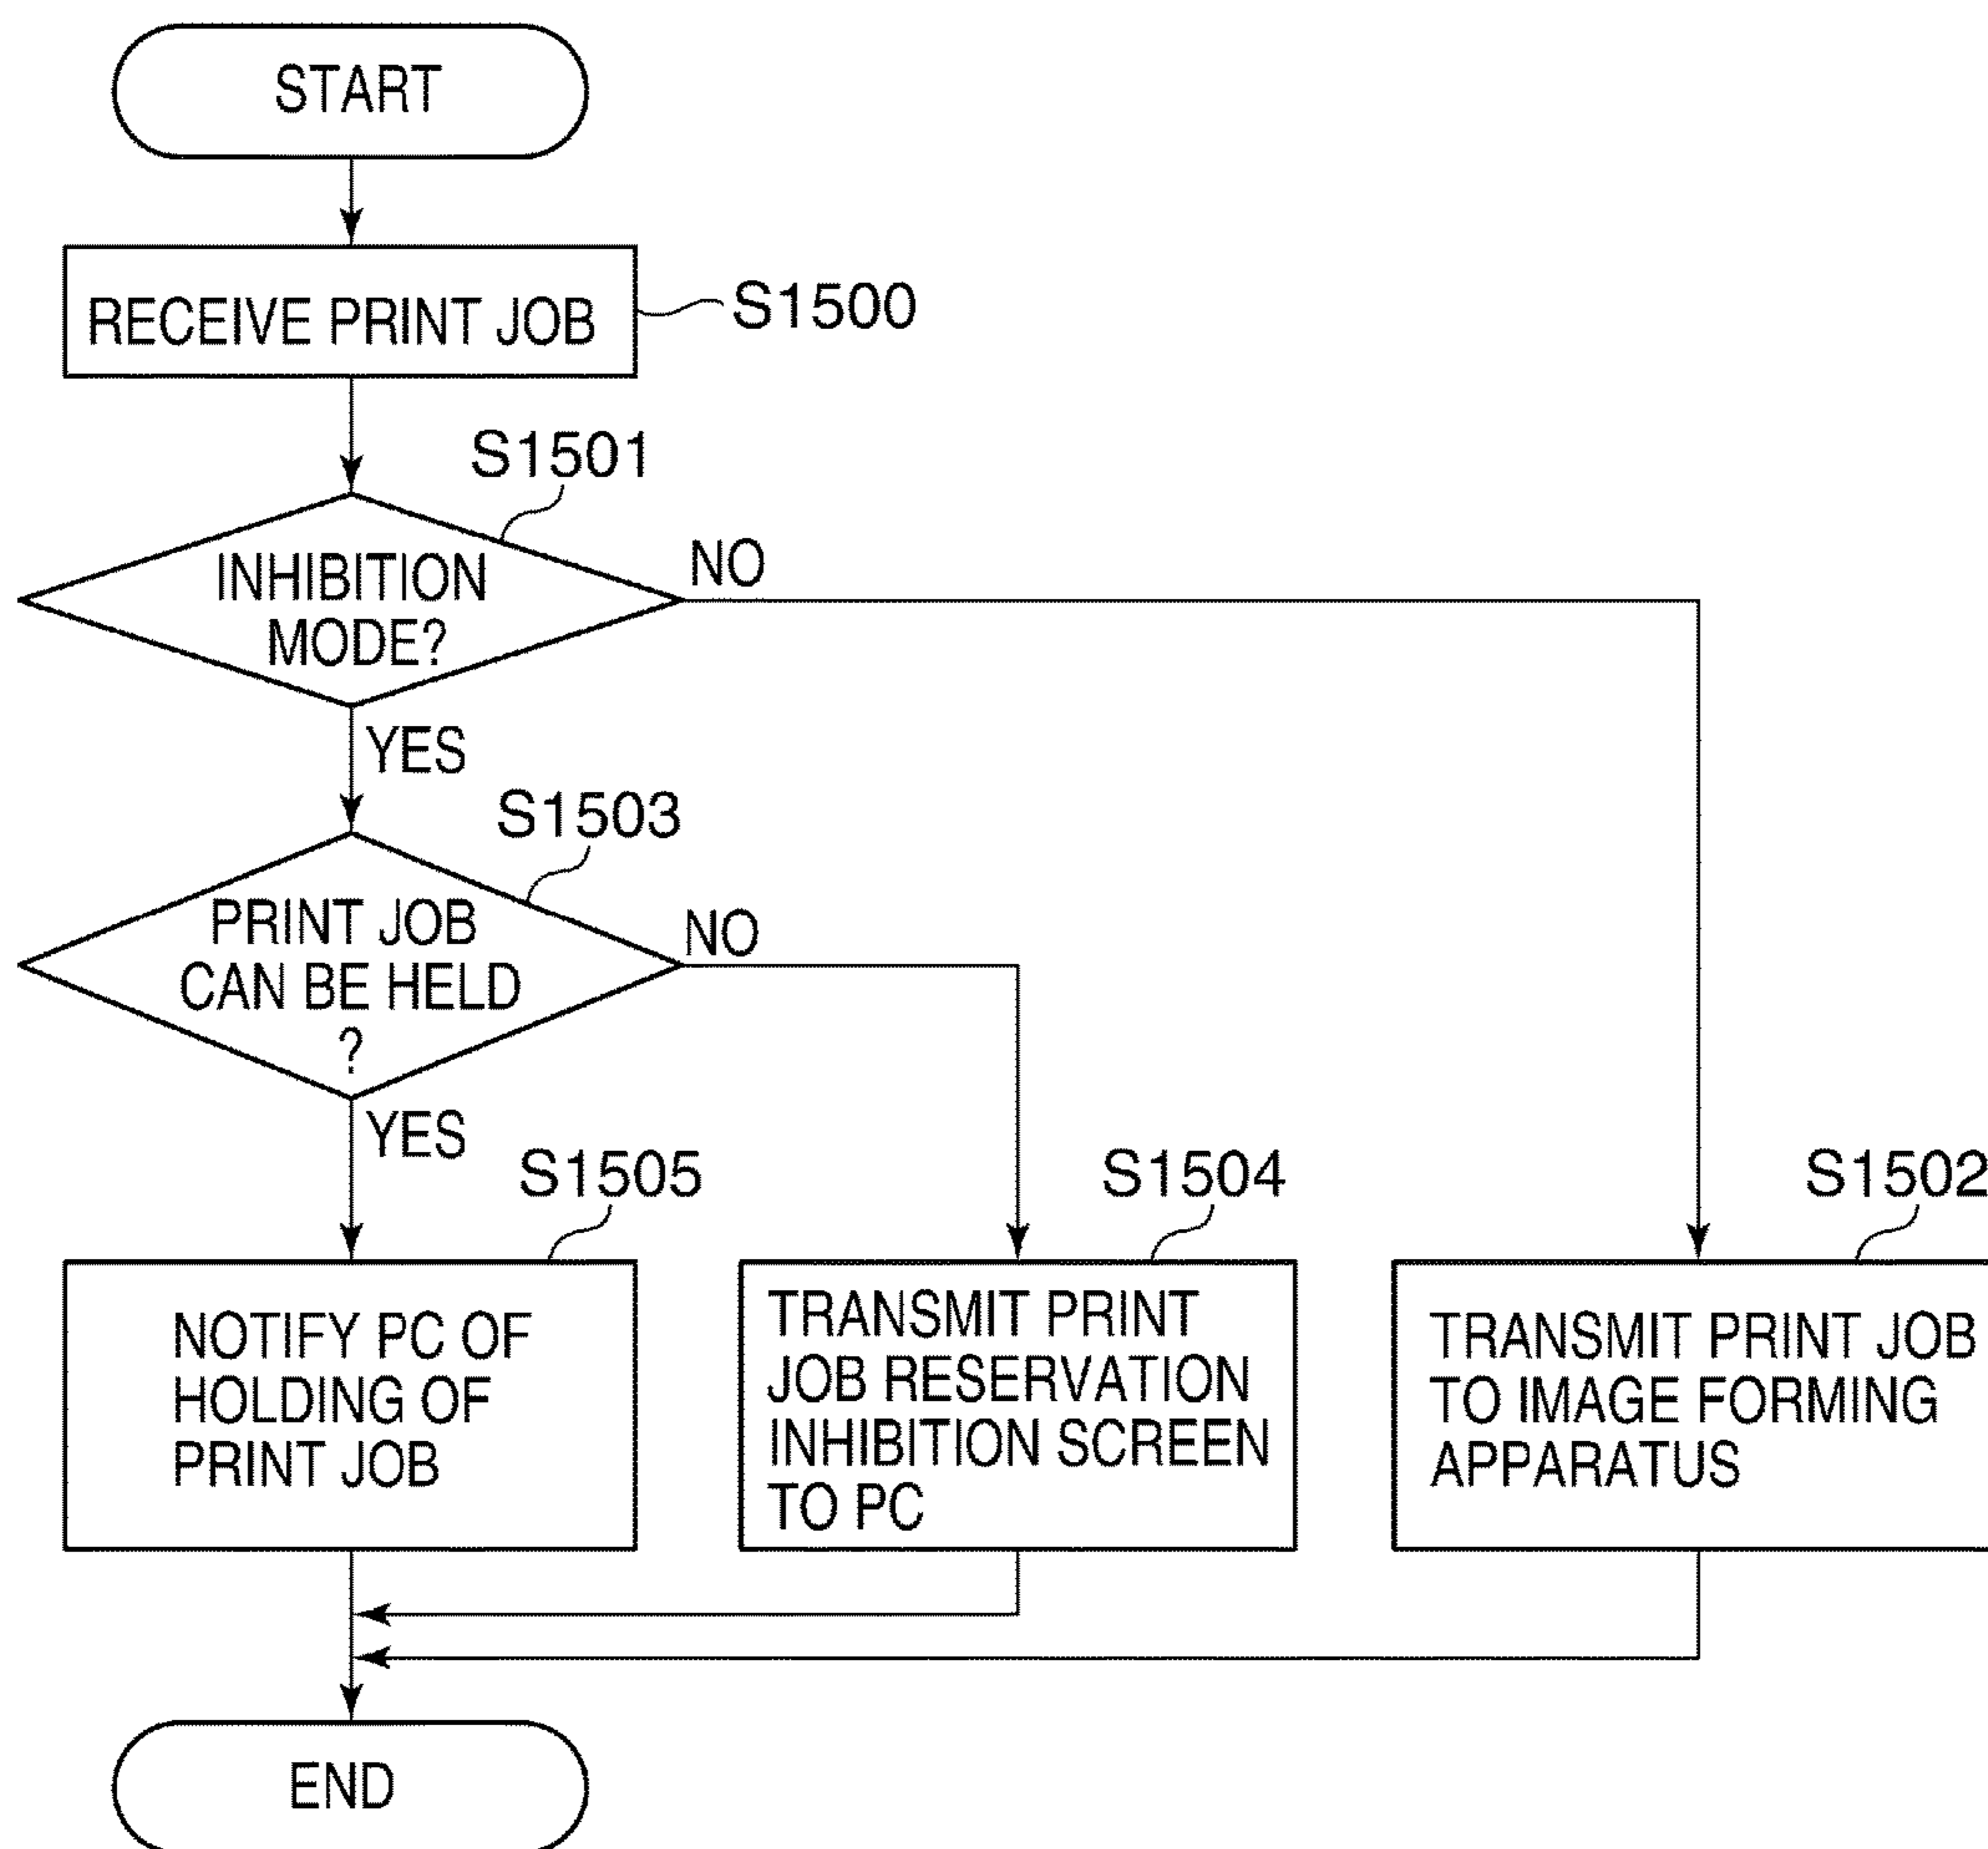 START
RECEIVE PRINT JOB
S1500
S1501
INHIBITION
MODE?
NO
YES
S1503
PRINT JOB
CAN BE HELD
?
NO
YES
S1505
NOTIFY PC OF
HOLDING OF
PRINT JOB
S1504
TRANSMIT PRINT
JOB RESERVATION
INHIBITION SCREEN
TO PC
S1502
TRANSMIT PRINT JOB
TO IMAGE FORMING
APPARATUS
END